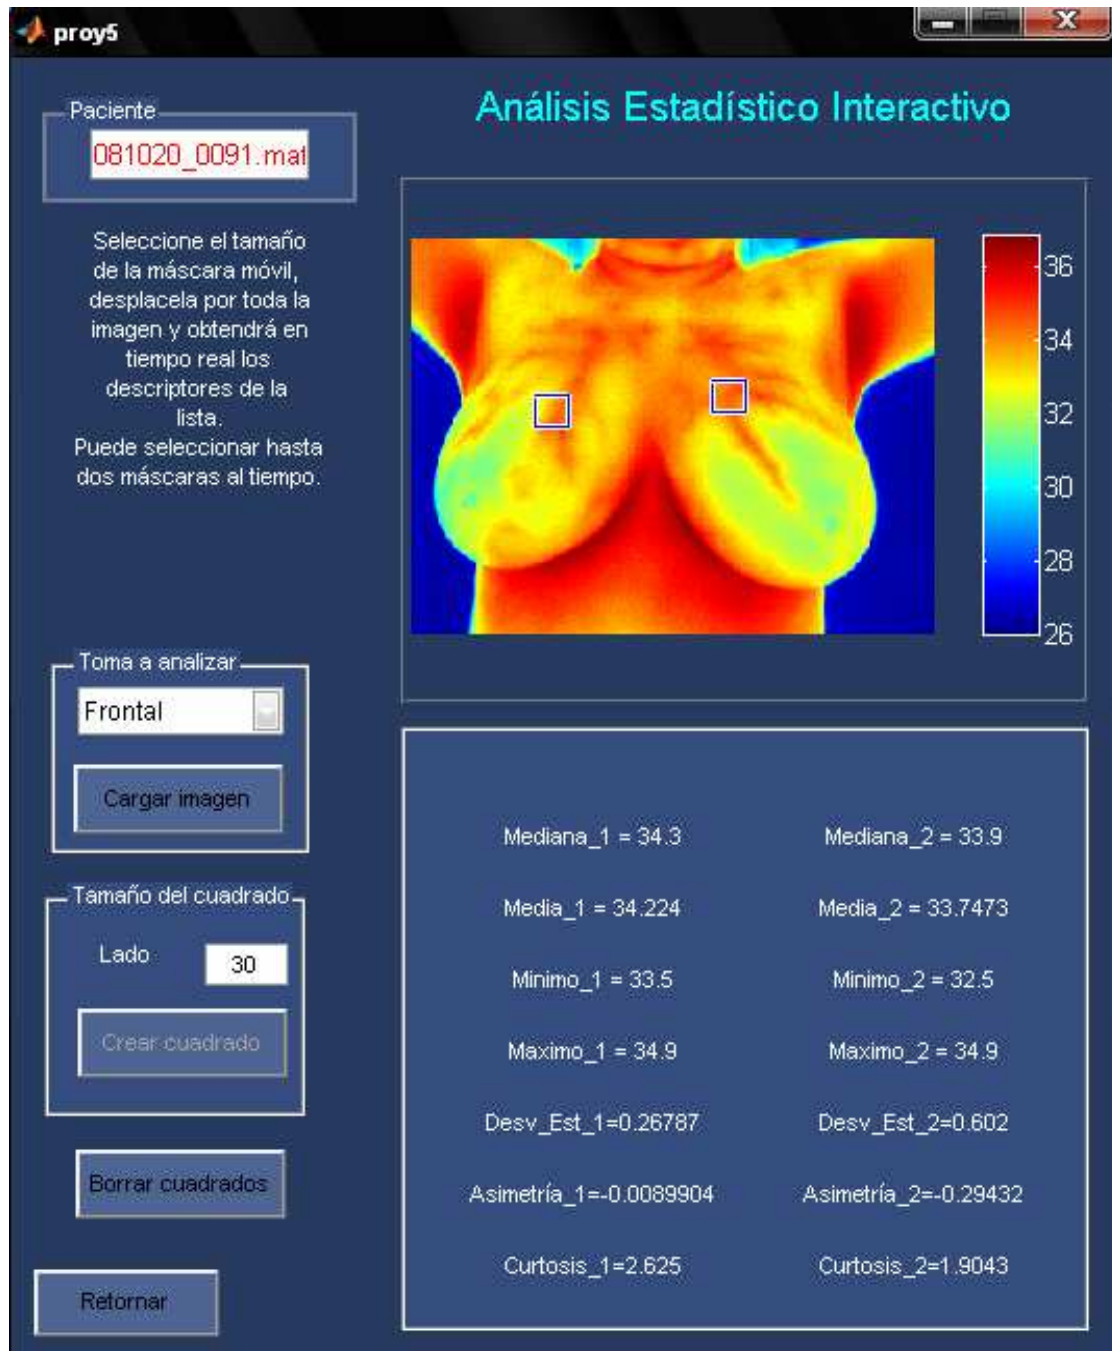 proy5
Análisis Estadístico Interactivo
Paciente
081020_0091.mat
Seleccione el tamaño
de la máscara móvil,
desplacela por toda la
imagen y obtendrá en
tiempo real los
descriptores de la
lista.
Puede seleccionar hasta
dos máscaras al tiempo.
36
34
32
30
28
26
Toma a analizar
Frontal
Cargar imagen
Tamaño del cuadrado
Lado
30
Crear cuadrado
Borrar cuadrados
Retornar
Mediana_1 = 34.3
Mediana_2 = 33.9
Media_1 = 34.224
Media_2 = 33.7473
Minimo_1 = 33.5
Minimo_2 = 32.5
Maximo_1 = 34.9
Maximo_2 = 34.9
Desv_Est_1=0.26787
Desv_Est_2=0.602
Asimetría_1=-0.0089904
Asimetría_2=-0.29432
Curtosis_1=2.625
Curtosis_2=1.9043